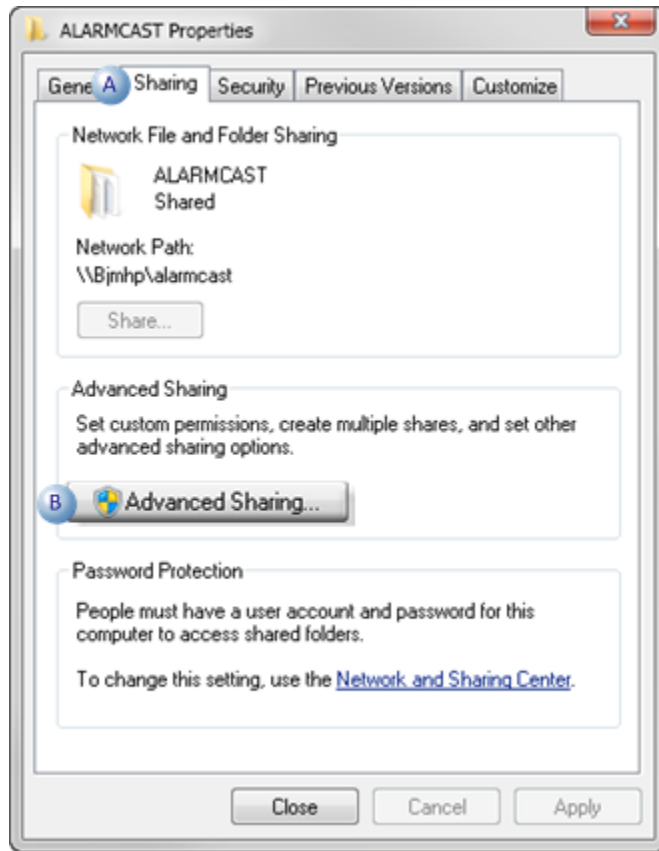 ALARMCAST Properties
Gene A Sharing Security Previous Versions Customize
Network File and Folder Sharing
ALARMCAST
Shared
Network Path:
\\Bjmhp\alarmcast
Share...
Advanced Sharing
Set custom permissions, create multiple shares, and set other
advanced sharing options.
B Advanced Sharing...
Password Protection
People must have a user account and password for this
computer to access shared folders.
To change this setting, use the Network and Sharing Center.
Close Cancel Apply